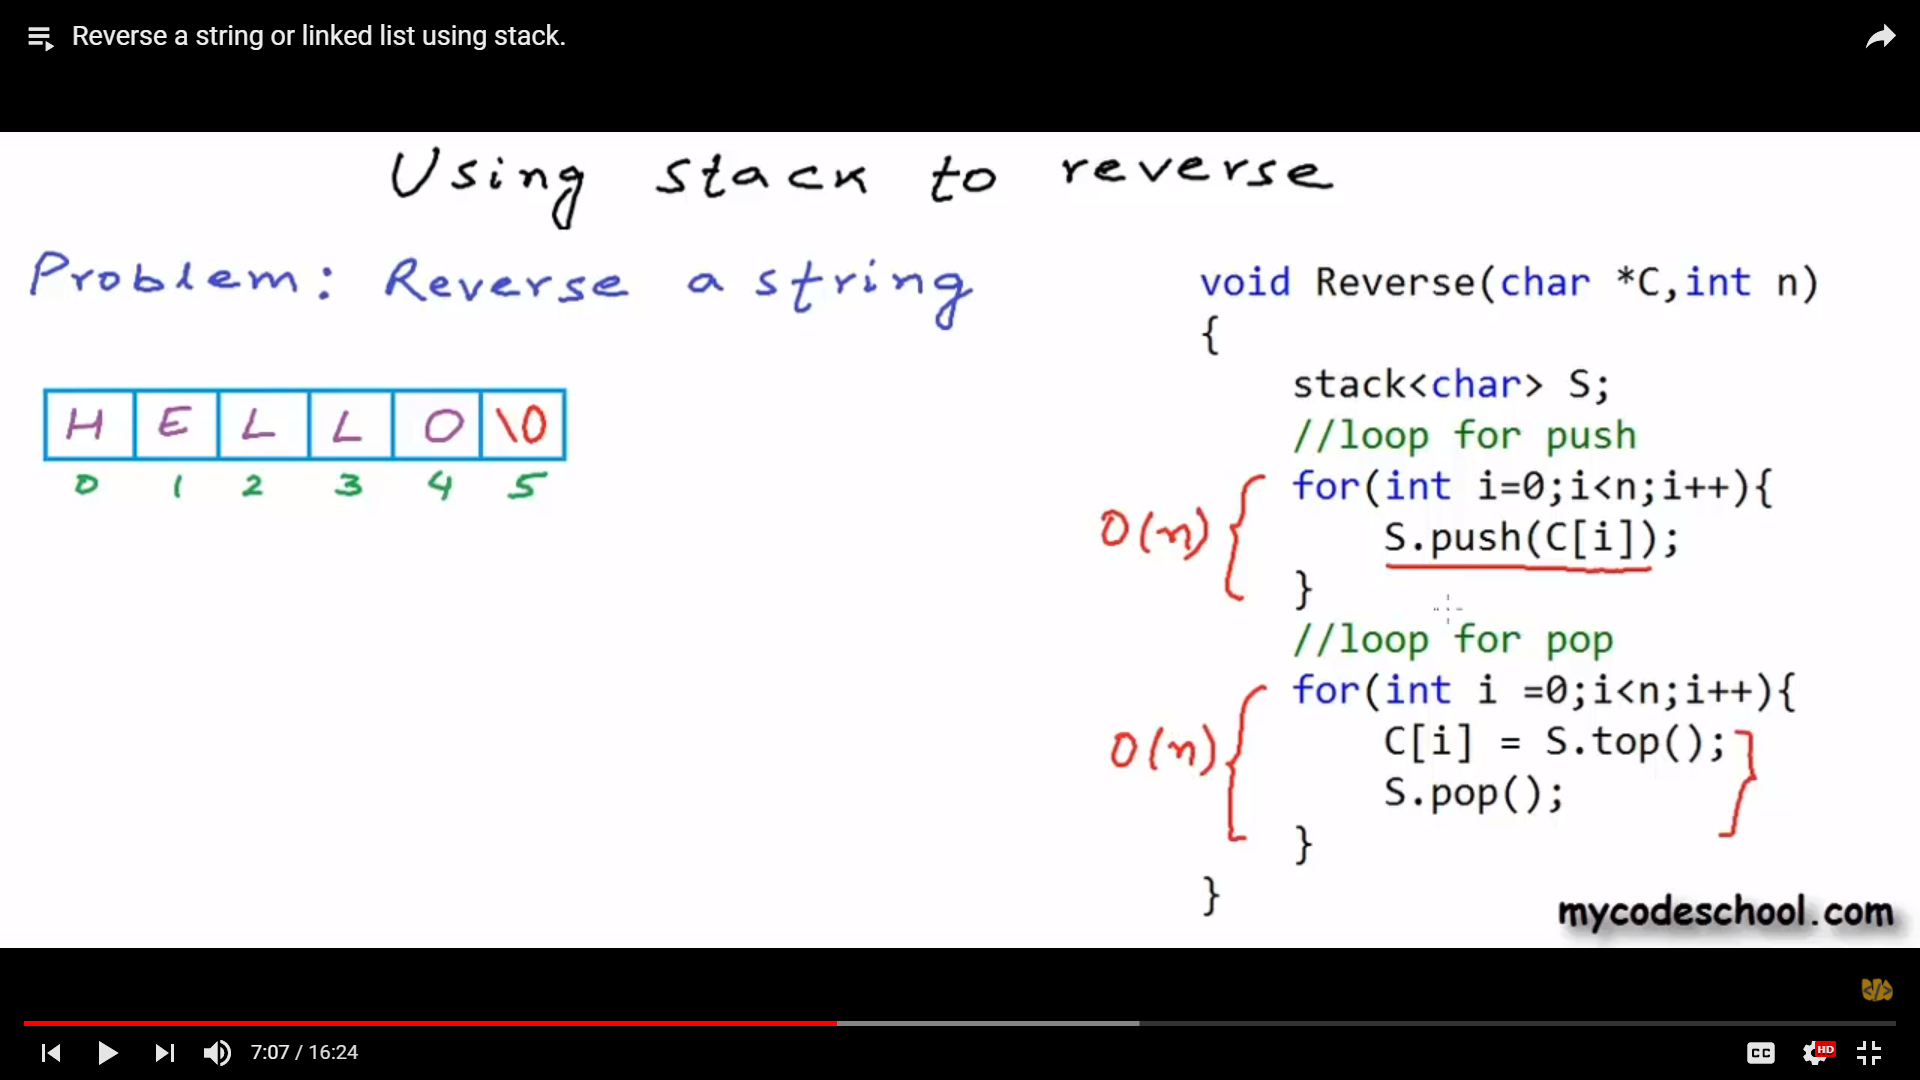 Reverse a string or linked list using stack.
Using stack to reverse
Problem: Reverse a string
H E L L O \0
0 1 2 3 4 5
void Reverse(char *C,int n)
{
stack<char> S;
//loop for push
for(int i=0;i<n;i++){
O(n)
S.push(C[i]);
}
//loop for pop
for(int i =0;i<n;i++){
O(n)
C[i] = S.top();
S.pop();
}
}
mycodeschool.com
</>
7:07 / 16:24
CC
HD